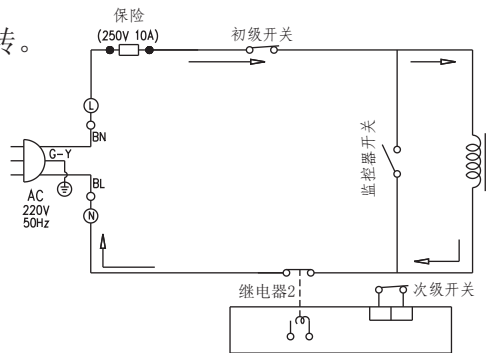 保险
转。
(250V 10A)
初级开关
L
BN
G-Y
监控器开关
BL
AC
220V
50Hz
N
继电器2
次级开关